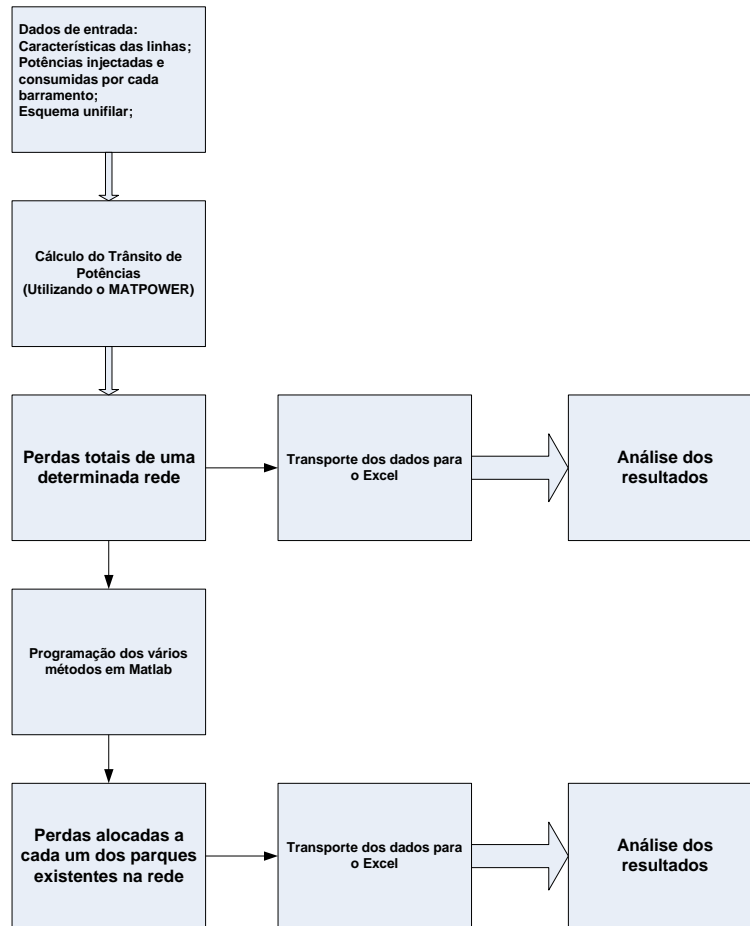 Dados de entrada:
Características das linhas;
Potências injectadas e
consumidas por cada
barramento;
Esquema unifilar;
Cálculo do Trânsito de
Potências
(Utilizando o MATPOWER)
Perdas totais de uma
determinada rede
Transporte dos dados para
o Excel
Análise dos
resultados
Programação dos vários
métodos em Matlab
Perdas alocadas a
cada um dos parques
existentes na rede
Transporte dos dados para
o Excel
Análise dos
resultados